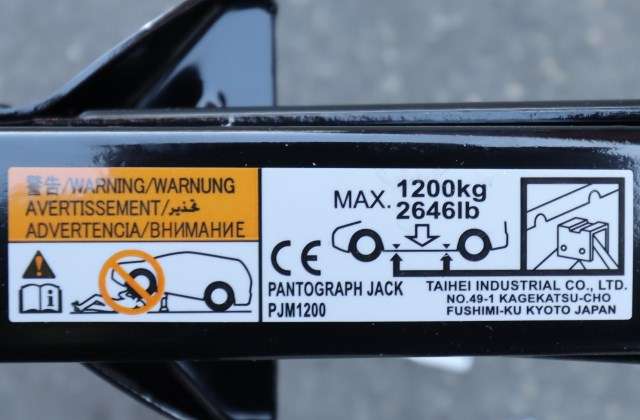 警告/WARNING/WARNUNG
AVERTISSEMENT/تحذير
ADVERTENCIA/ВНИМАНИЕ
MAX. 1200kg
2646lb
CE
PANTOGRAPH JACK
PJM1200
TAIHEI INDUSTRIAL CO., LTD.
NO.49-1 KAGEKATSU-CHO
FUSHIMI-KU KYOTO JAPAN